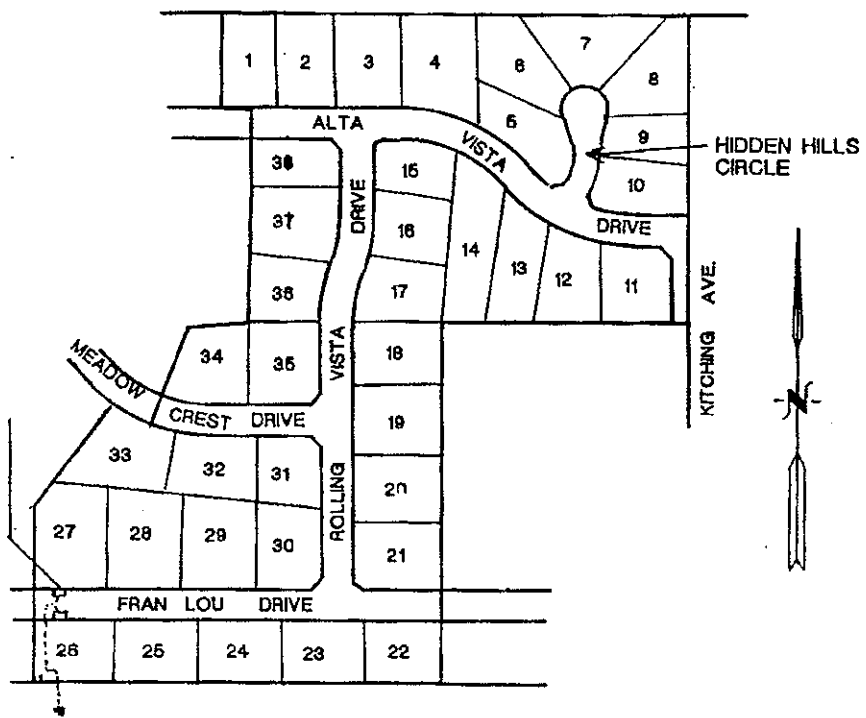 1 2 3 4 6 7 8
5 9
ALTA
VISTA
HIDDEN HILLS
CIRCLE
38 15 10
DRIVE
DRIVE
37 16
14 13 12 11
36 17
KITCHING AVE.
34 35 18
VISTA
MEADOW
CREST DRIVE
19
33 32 31
ROLLING
20
27 28 29 30 21
N
FRAN LOU DRIVE
26 25 24 23 22